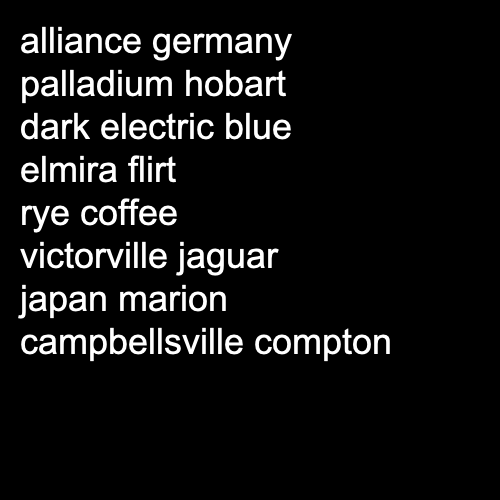 alliance germany
palladium hobart
dark electric blue
elmira flirt
rye coffee
victorville jaguar
japan marion
campbellsville compton